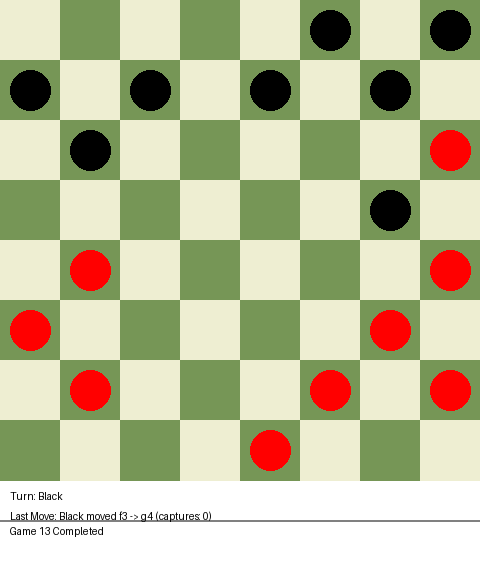 Turn: Black
Last Move: Black moved f3 -> g4 (captures: 0)
Game 13 Completed